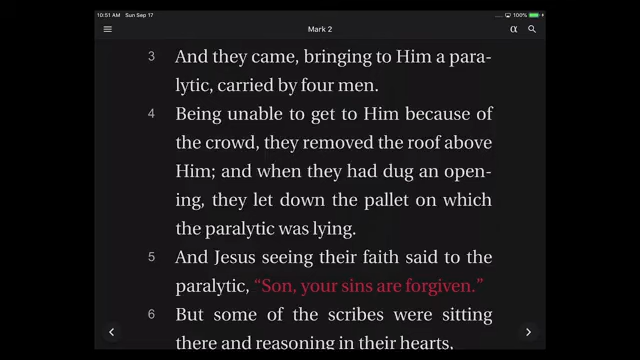 10:51 AM Sun Sep 17
100%
Mark 2
α
3 And they came, bringing to Him a para-
lytic, carried by four men.
4 Being unable to get to Him because of
the crowd, they removed the roof above
Him; and when they had dug an open-
ing, they let down the pallet on which
the paralytic was lying.
5 And Jesus seeing their faith said to the
paralytic, “Son, your sins are forgiven.”
6 But some of the scribes were sitting
there and reasoning in their hearts,